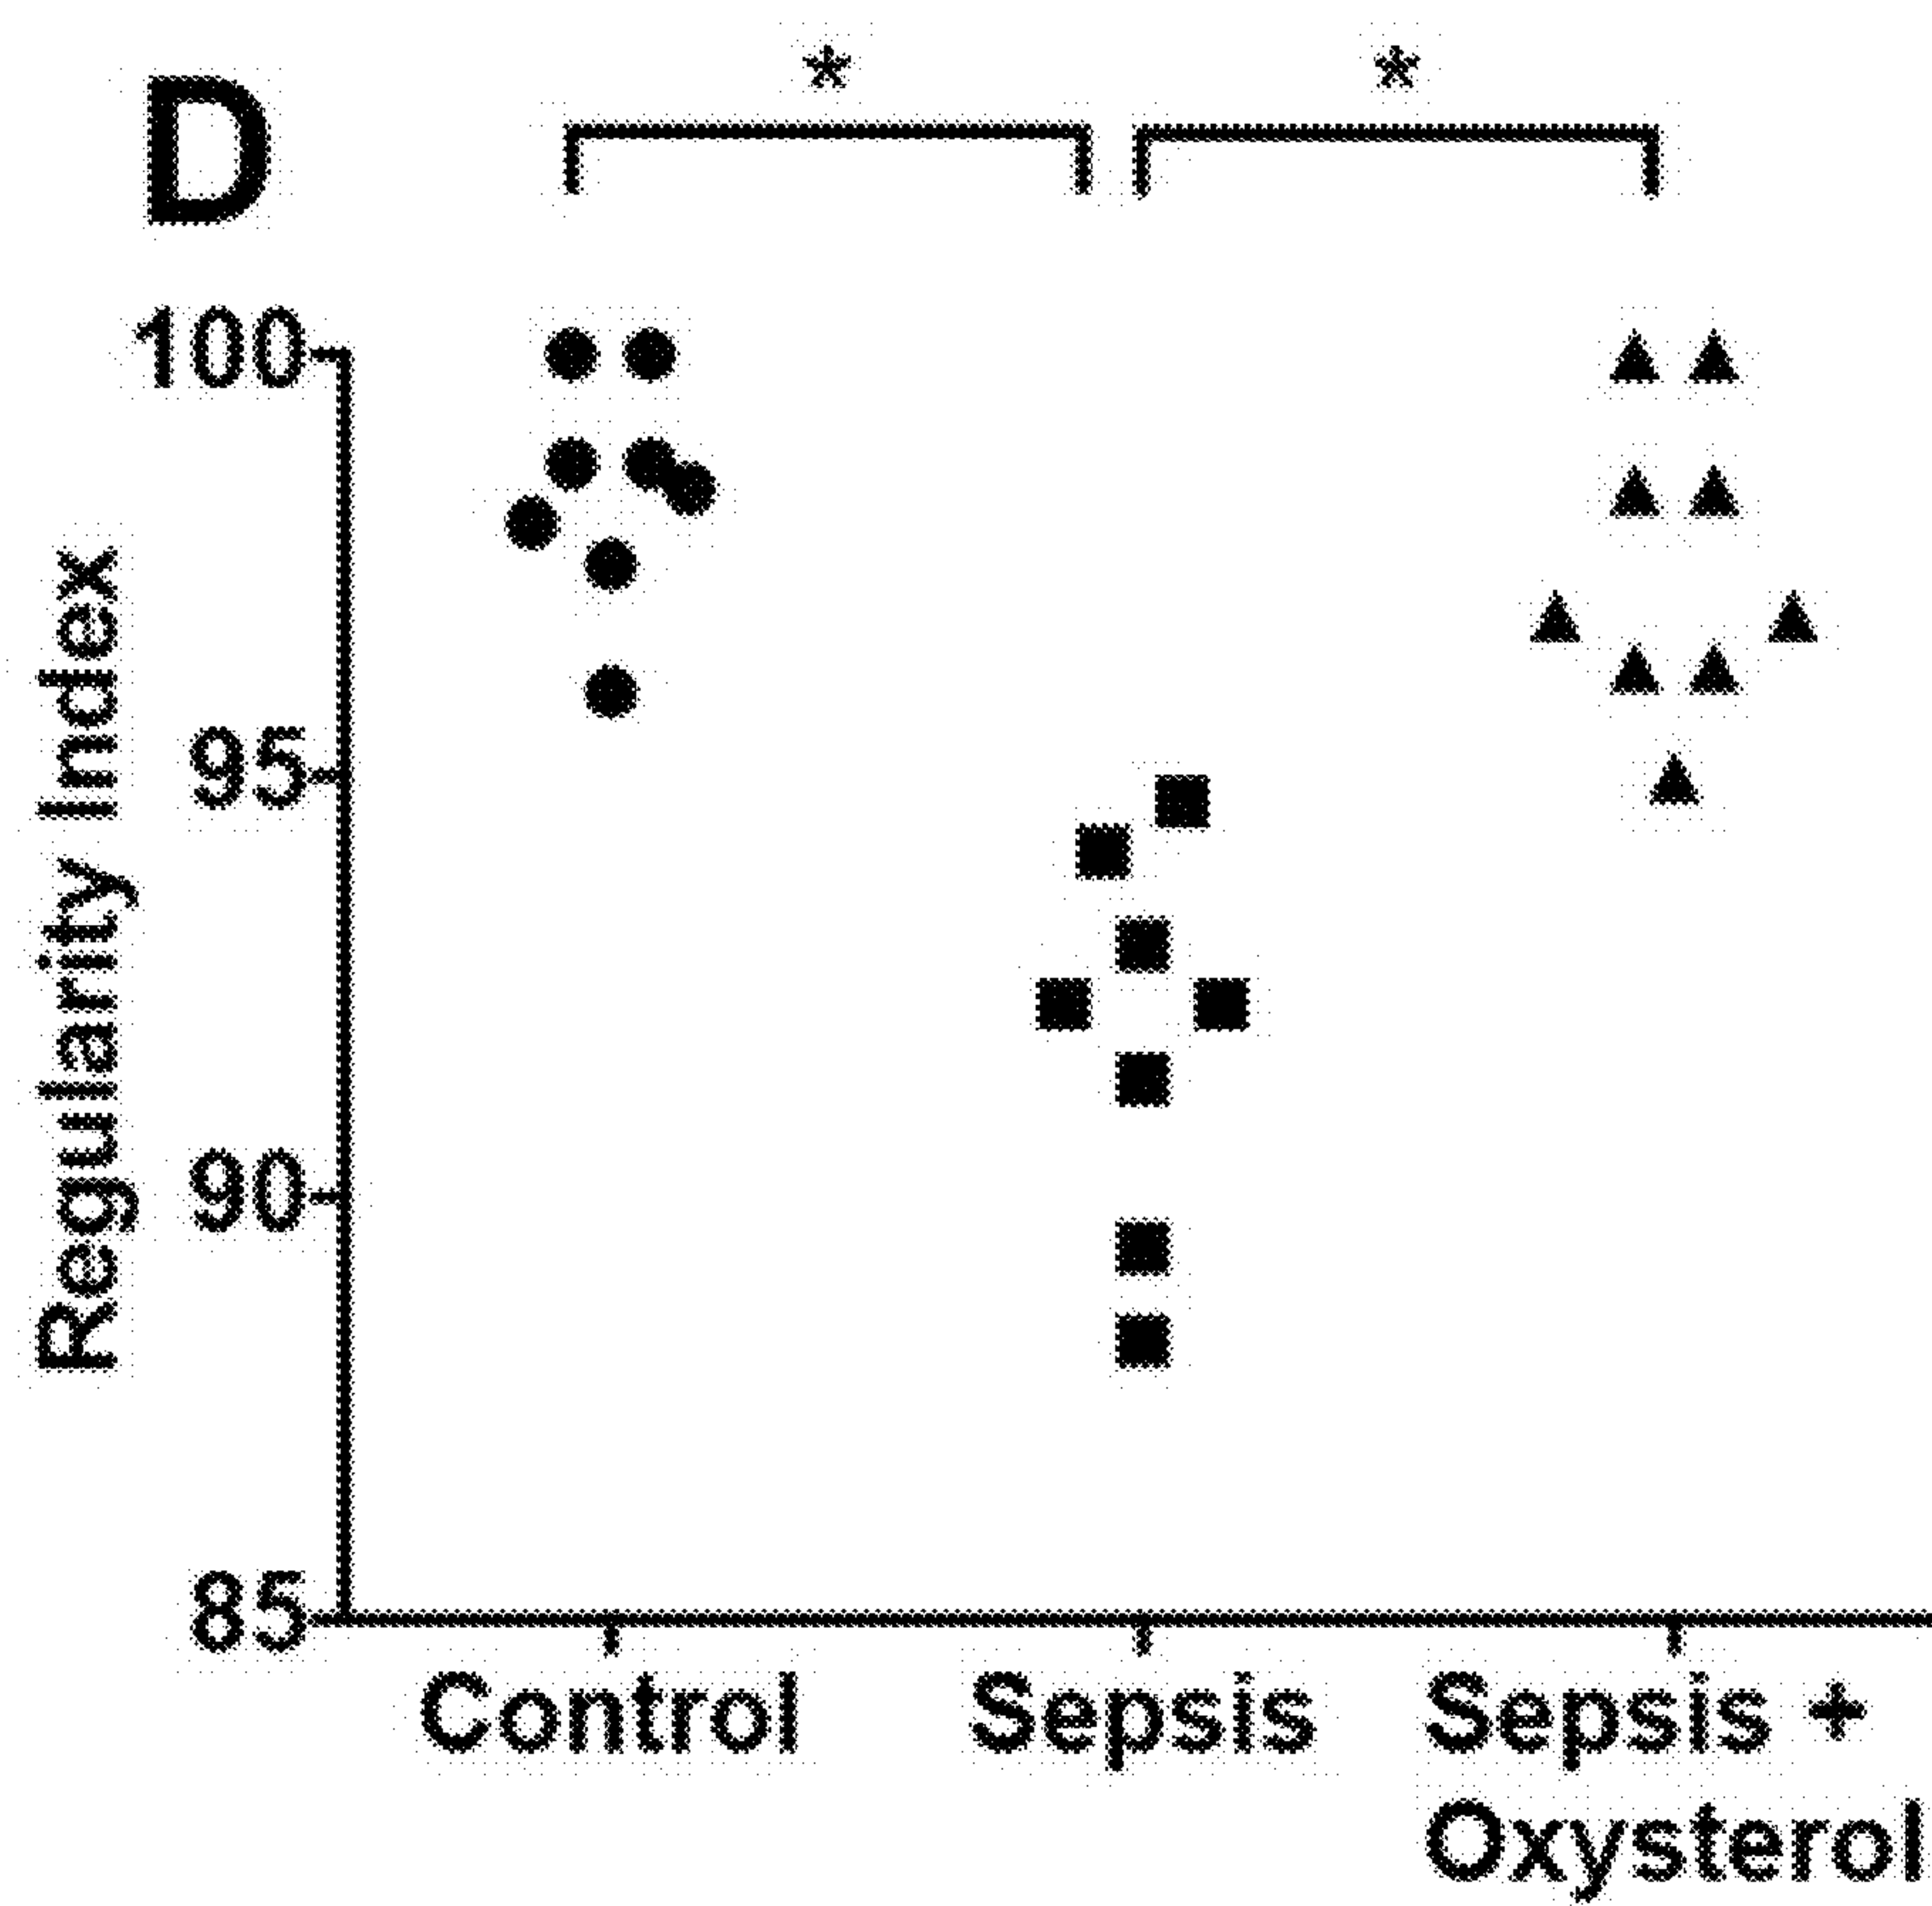 D
*
*
100
95
90
85
Regularity Index
Control
Sepsis
Sepsis +
Oxysterol